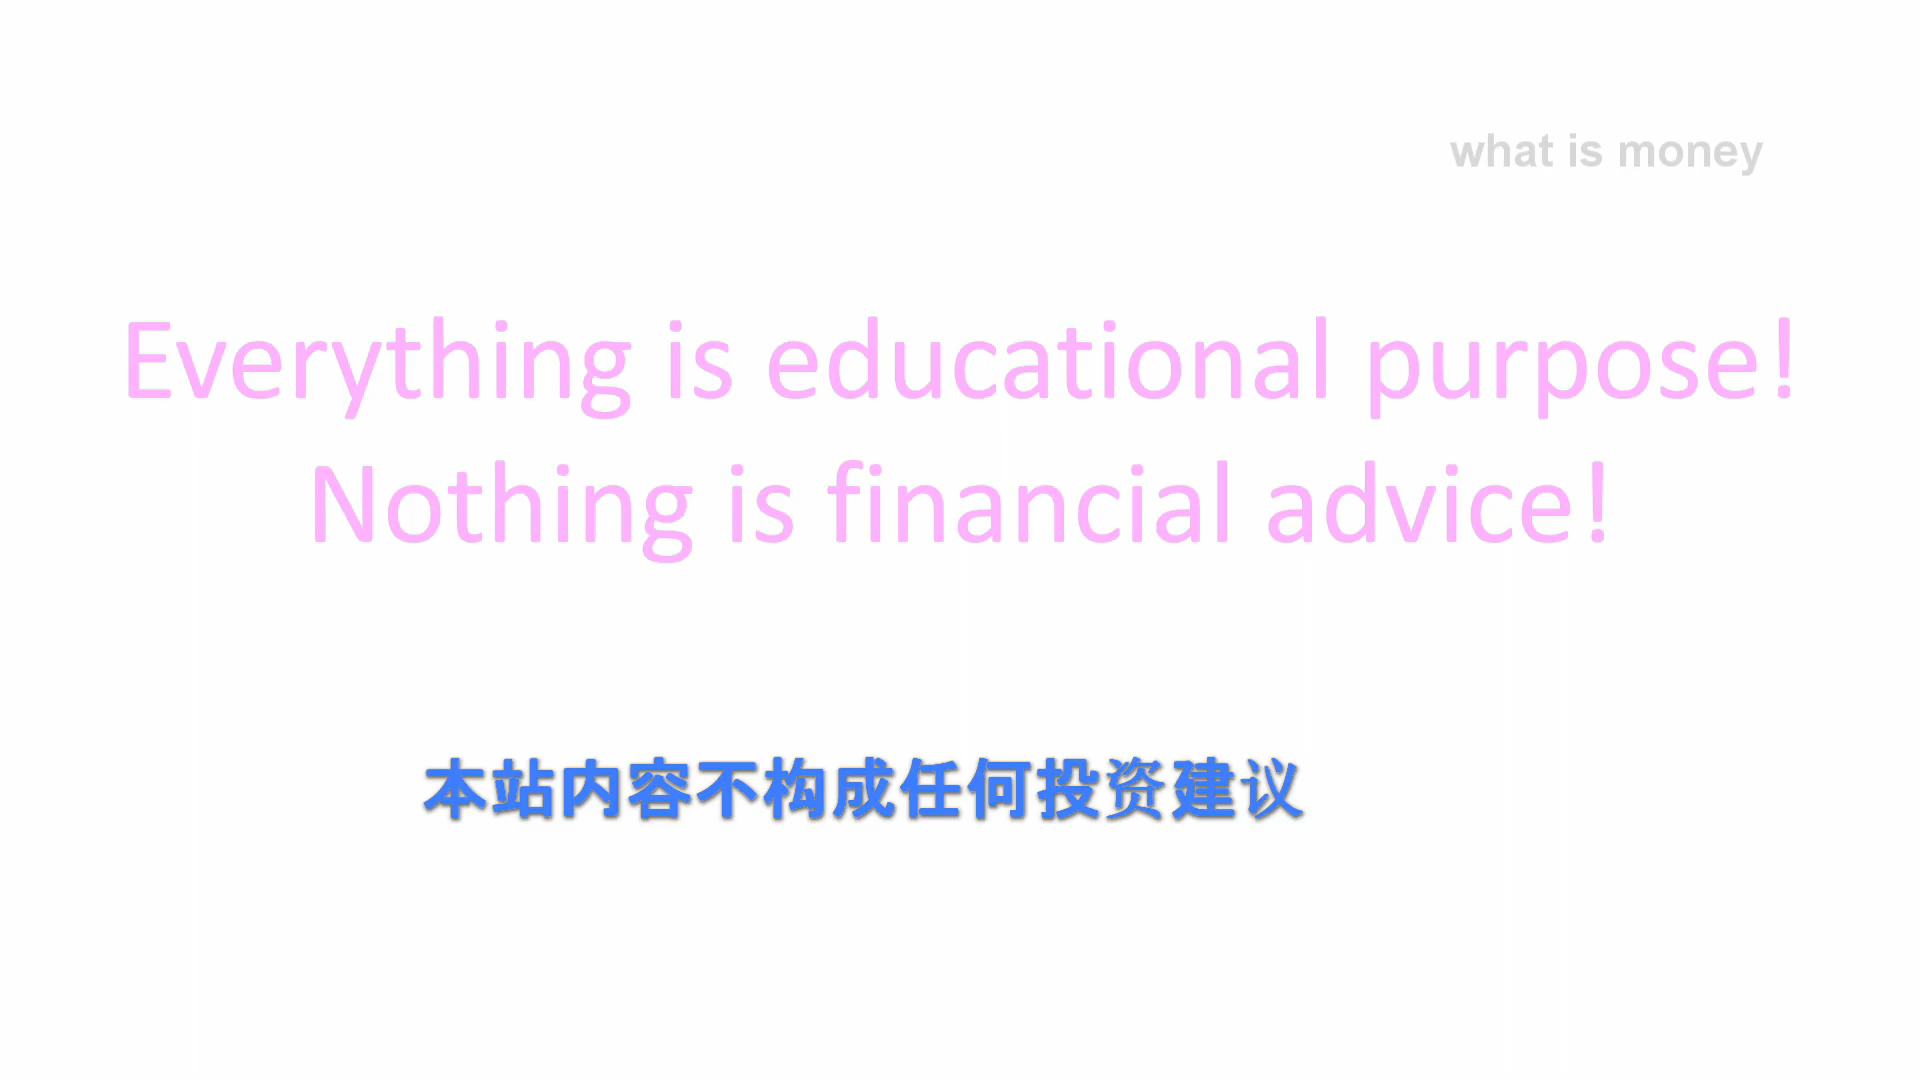 what is money
Everything is educational purpose!
Nothing is financial advice!
本站内容不构成任何投资建议